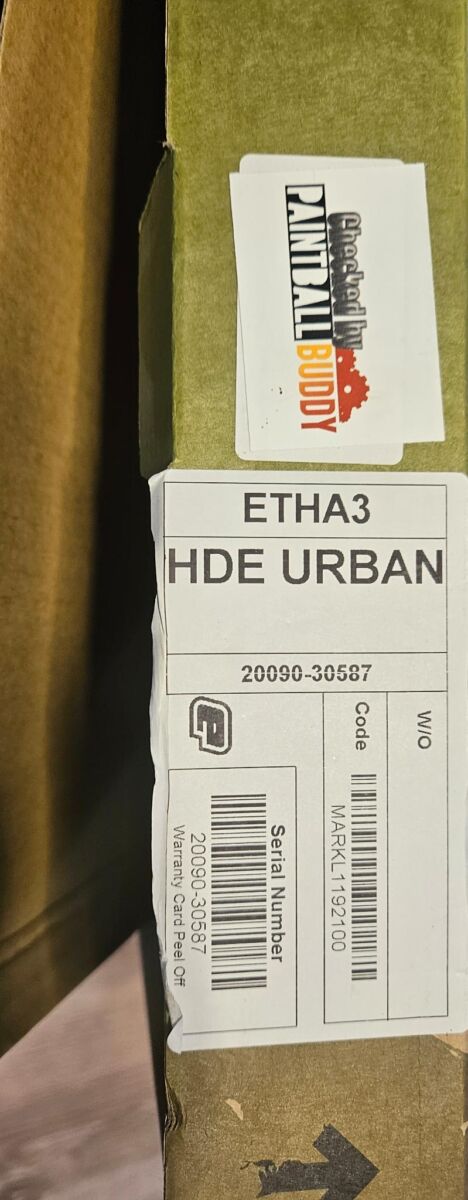 Checked by
PAINTBALL BUDDY
ETHA3
HDE URBAN
20090-30587
W/O
Code
MARKL1192100
Serial Number
20090-30587
Warranty Card Peel Off